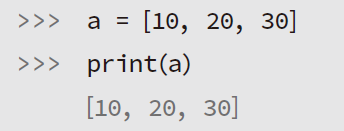 >>> a = [10, 20, 30]
>>> print(a)
[10, 20, 30]